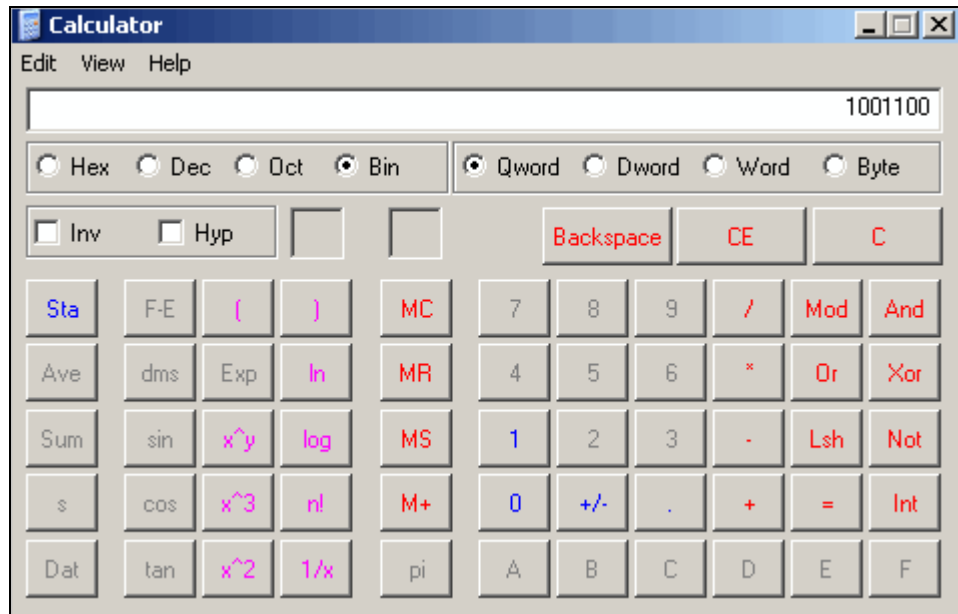 Calculator
Edit View Help
1001100
Hex Dec Oct Bin Qword Dword Word Byte
Inv Hyp Backspace CE C
Sta F-E ( ) MC 7 8 9 / Mod And
Ave dms Exp ln MR 4 5 6 * Or Xor
Sum sin x^y log MS 1 2 3 - Lsh Not
s cos x^3 n! M+ 0 +/- . + = Int
Dat tan x^2 1/x pi A B C D E F